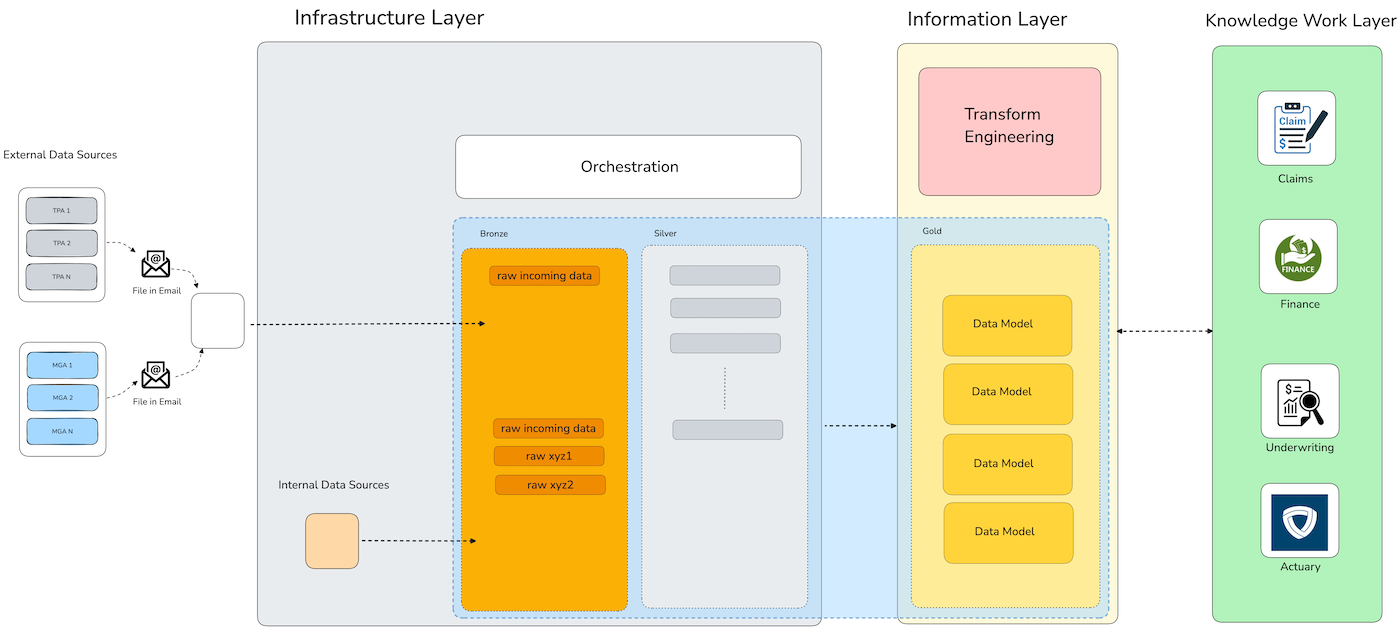 Infrastructure Layer
Information Layer
Knowledge Work Layer
External Data Sources
TPA 1
TPA 2
TPA N
File in Email
MGA 1
MGA 2
MGA N
File in Email
Internal Data Sources
Orchestration
Bronze
raw incoming data
raw incoming data
raw xyz1
raw xyz2
Silver
Transform
Engineering
Gold
Data Model
Data Model
Data Model
Data Model
Claim
$
Claims
FINANCE
Finance
$
Underwriting
Actuary